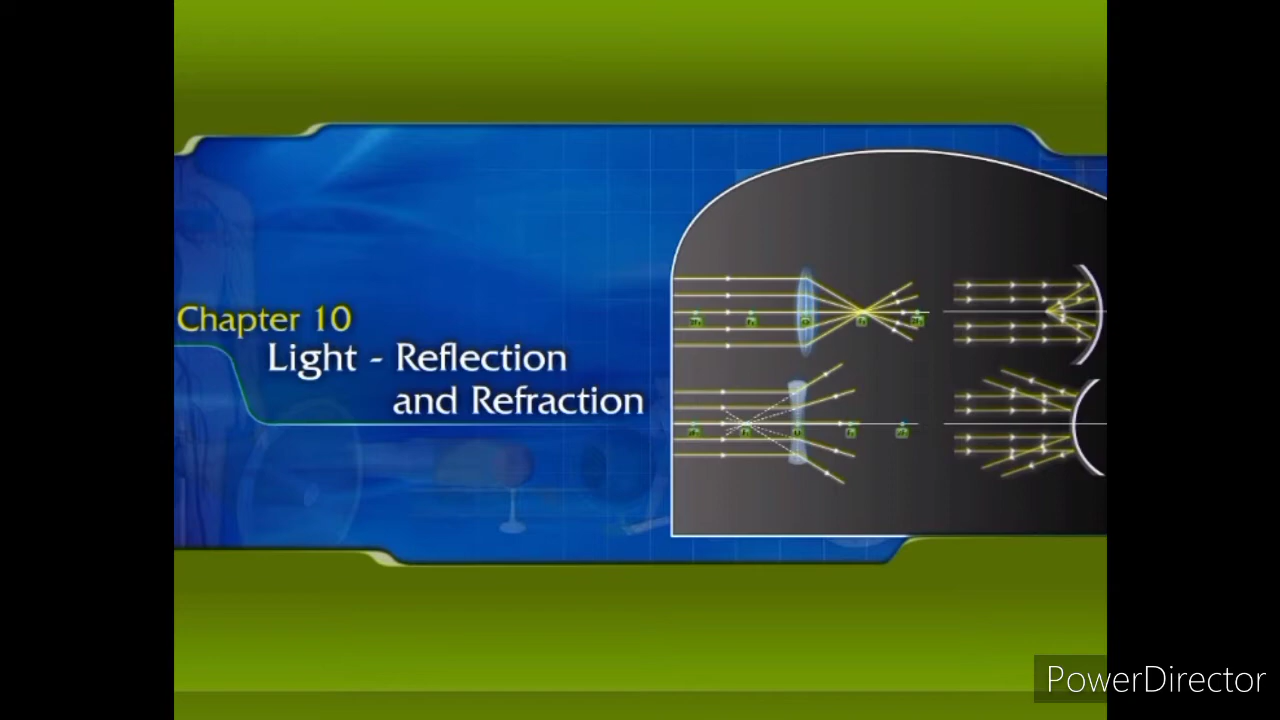 Chapter 10
Light - Reflection
and Refraction
PowerDirector